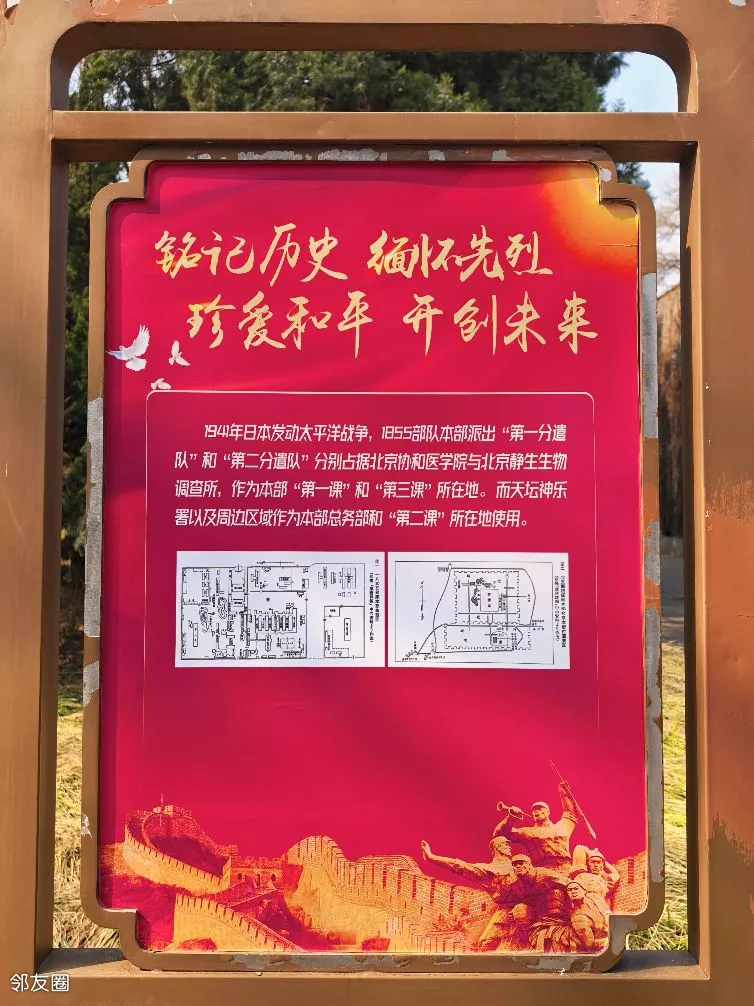 铭记历史 缅怀先烈
珍爱和平 开创未来
1941年日本发动太平洋战争，1855部队本部派出“第一分遣
队”和“第二分遣队”分别占据北京协和医学院与北京静生生物
调查所，作为本部“第一课”和“第三课”所在地。而天坛神乐
署以及周边区域作为本部总务部和“第二课”所在地使用。
邻友圈